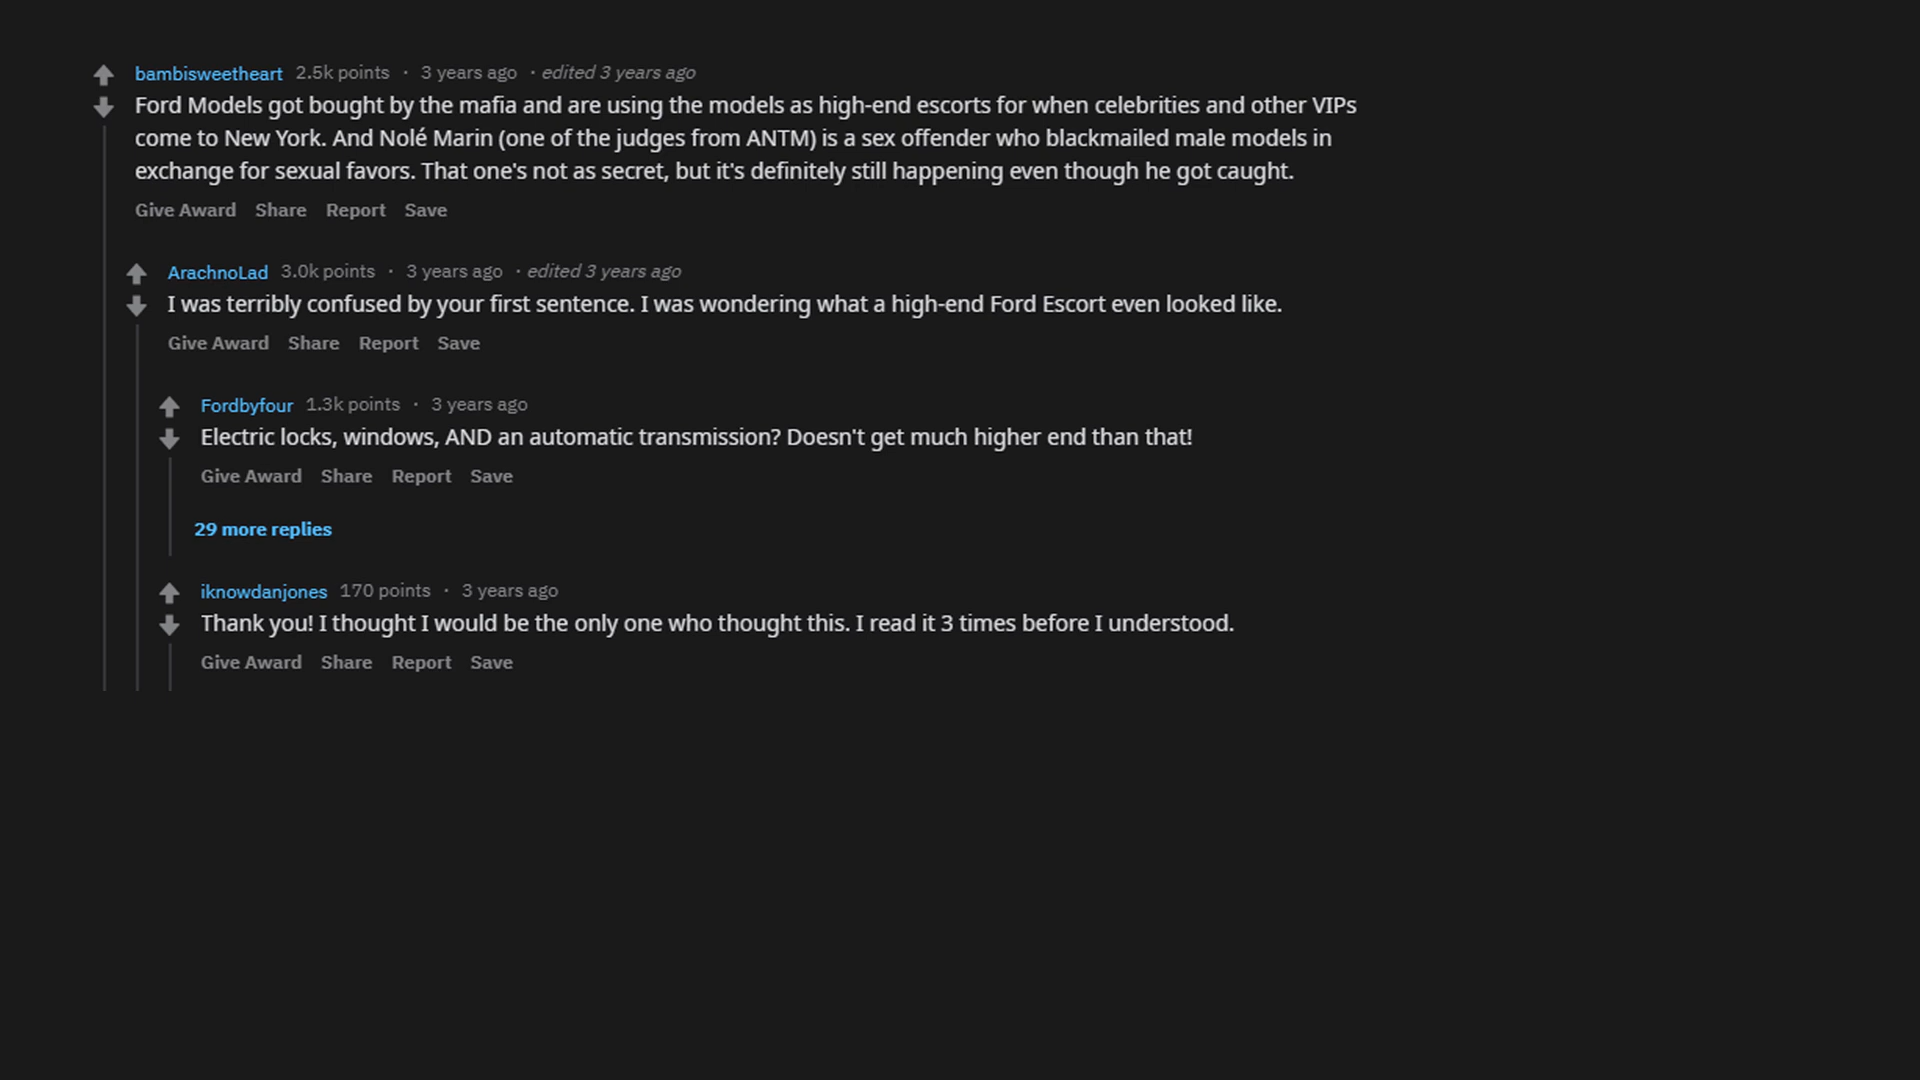 bambisweetheart 2.5k points · 3 years ago · edited 3 years ago
Ford Models got bought by the mafia and are using the models as high-end escorts for when celebrities and other VIPs
come to New York. And Nolé Marin (one of the judges from ANTM) is a sex offender who blackmailed male models in
exchange for sexual favors. That one's not as secret, but it's definitely still happening even though he got caught.
Give Award Share Report Save
ArachnoLad 3.0k points · 3 years ago · edited 3 years ago
I was terribly confused by your first sentence. I was wondering what a high-end Ford Escort even looked like.
Give Award Share Report Save
Fordbyfour 1.3k points · 3 years ago
Electric locks, windows, AND an automatic transmission? Doesn't get much higher end than that!
Give Award Share Report Save
29 more replies
iknowdanjones 170 points · 3 years ago
Thank you! I thought I would be the only one who thought this. I read it 3 times before I understood.
Give Award Share Report Save